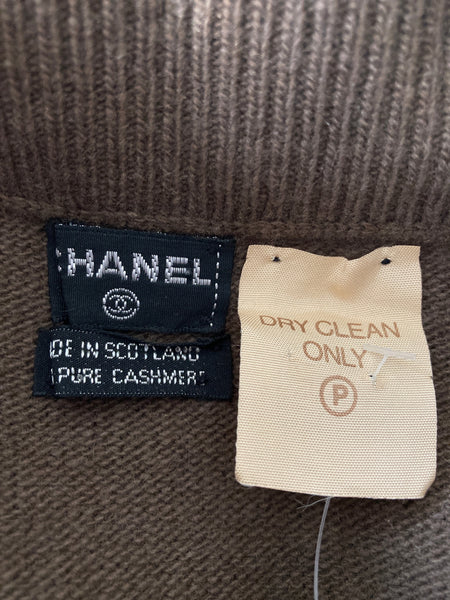 CHANEL
DE IN SCOTLAND
PURE CASHMERE
DRY CLEAN
ONLY
P